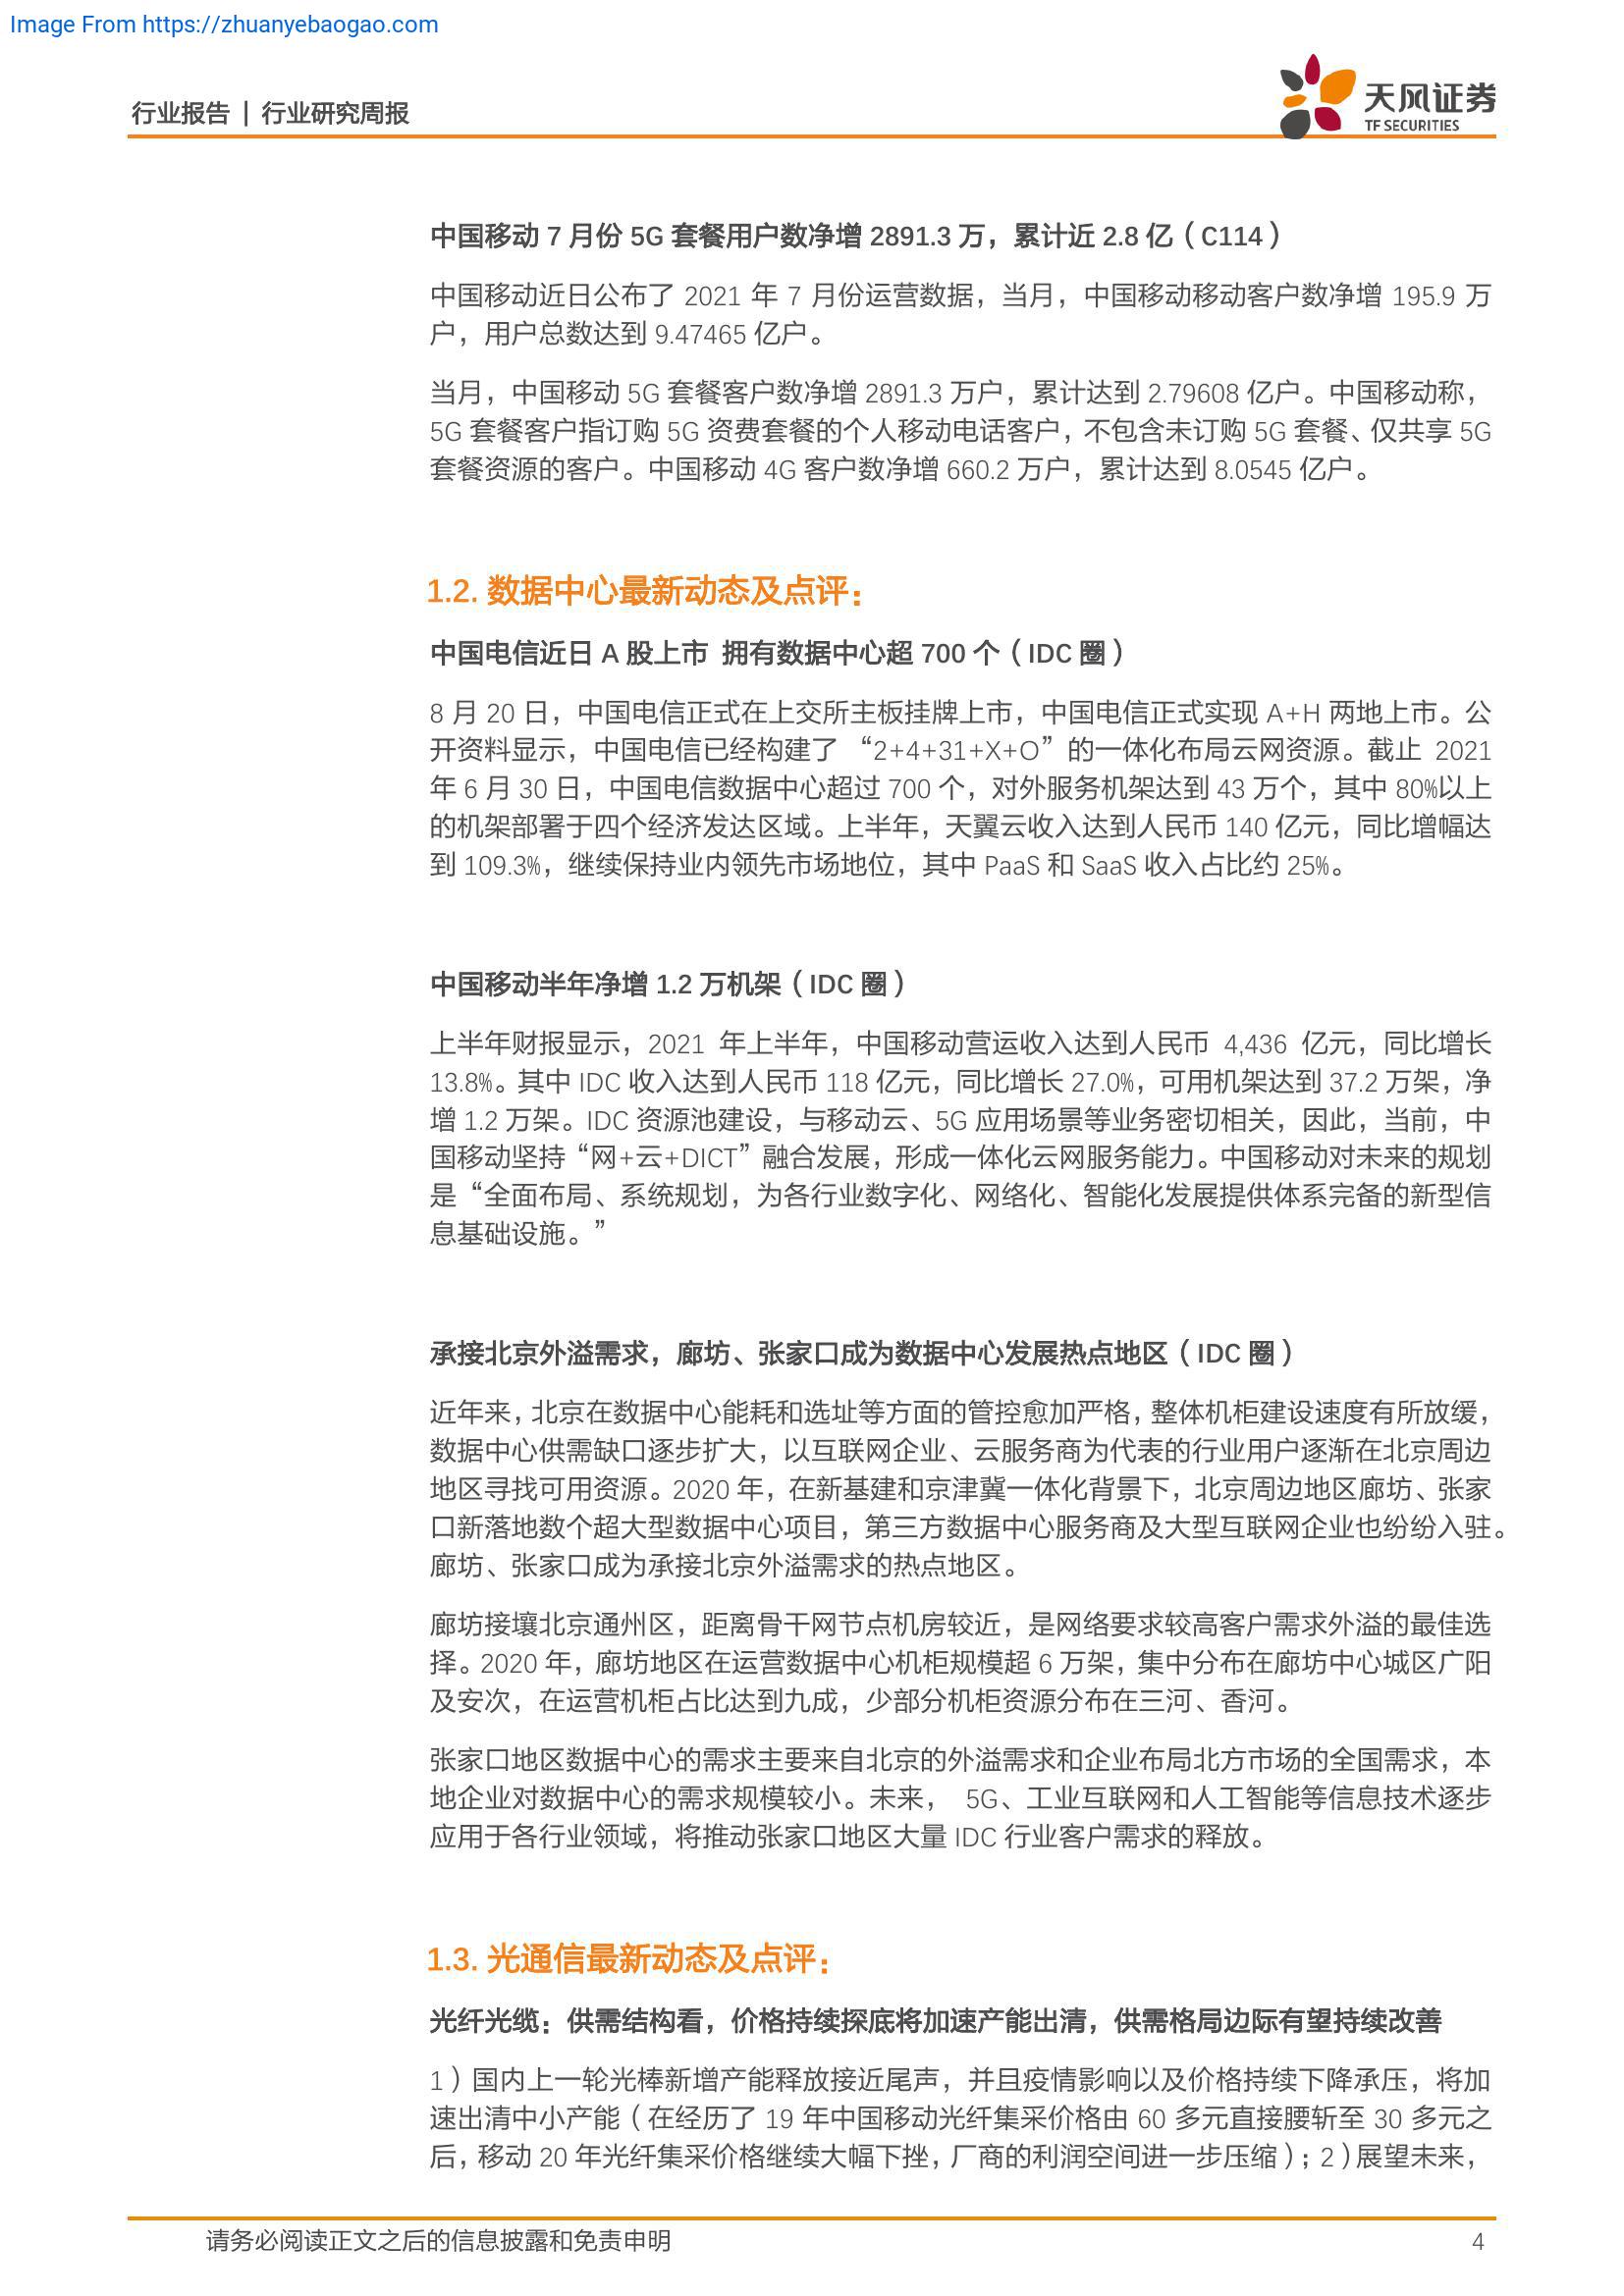 Image From https://zhuanyebaogao.com
行业报告 | 行业研究周报
天风证券
TF SECURITIES
中国移动 7 月份 5G 套餐用户数净增 2891.3 万，累计近 2.8 亿（C114）
中国移动近日公布了 2021 年 7 月份运营数据，当月，中国移动移动客户数净增 195.9 万
户，用户总数达到 9.47465 亿户。
当月，中国移动 5G 套餐客户数净增 2891.3 万户，累计达到 2.79608 亿户。中国移动称，
5G 套餐客户指订购 5G 资费套餐的个人移动电话客户，不包含未订购 5G 套餐、仅共享 5G
套餐资源的客户。中国移动 4G 客户数净增 660.2 万户，累计达到 8.0545 亿户。
1.2. 数据中心最新动态及点评：
中国电信近日 A 股上市 拥有数据中心超 700 个（IDC 圈）
8 月 20 日，中国电信正式在上交所主板挂牌上市，中国电信正式实现 A+H 两地上市。公
开资料显示，中国电信已经构建了 “2+4+31+X+O”的一体化布局云网资源。截止 2021
年 6 月 30 日，中国电信数据中心超过 700 个，对外服务机架达到 43 万个，其中 80%以上
的机架部署于四个经济发达区域。上半年，天翼云收入达到人民币 140 亿元，同比增幅达
到 109.3%，继续保持业内领先市场地位，其中 PaaS 和 SaaS 收入占比约 25%。
中国移动半年净增 1.2 万机架（IDC 圈）
上半年财报显示，2021 年上半年，中国移动营运收入达到人民币 4,436 亿元，同比增长
13.8%。其中 IDC 收入达到人民币 118 亿元，同比增长 27.0%，可用机架达到 37.2 万架，净
增 1.2 万架。IDC 资源池建设，与移动云、5G 应用场景等业务密切相关，因此，当前，中
国移动坚持“网+云+DICT”融合发展，形成一体化云网服务能力。中国移动对未来的规划
是“全面布局、系统规划，为各行业数字化、网络化、智能化发展提供体系完备的新型信
息基础设施。”
承接北京外溢需求，廊坊、张家口成为数据中心发展热点地区（IDC 圈）
近年来，北京在数据中心能耗和选址等方面的管控愈加严格，整体机柜建设速度有所放缓，
数据中心供需缺口逐步扩大，以互联网企业、云服务商为代表的行业用户逐渐在北京周边
地区寻找可用资源。2020 年，在新基建和京津冀一体化背景下，北京周边地区廊坊、张家
口新落地数个超大型数据中心项目，第三方数据中心服务商及大型互联网企业也纷纷入驻。
廊坊、张家口成为承接北京外溢需求的热点地区。
廊坊接壤北京通州区，距离骨干网节点机房较近，是网络要求较高客户需求外溢的最佳选
择。2020 年，廊坊地区在运营数据中心机柜规模超 6 万架，集中分布在廊坊中心城区广阳
及安次，在运营机柜占比达到九成，少部分机柜资源分布在三河、香河。
张家口地区数据中心的需求主要来自北京的外溢需求和企业布局北方市场的全国需求，本
地企业对数据中心的需求规模较小。未来， 5G、工业互联网和人工智能等信息技术逐步
应用于各行业领域，将推动张家口地区大量 IDC 行业客户需求的释放。
1.3. 光通信最新动态及点评：
光纤光缆：供需结构看，价格持续探底将加速产能出清，供需格局边际有望持续改善
1）国内上一轮光棒新增产能释放接近尾声，并且疫情影响以及价格持续下降承压，将加
速出清中小产能（在经历了 19 年中国移动光纤集采价格由 60 多元直接腰斩至 30 多元之
后，移动 20 年光纤集采价格继续大幅下挫，厂商的利润空间进一步压缩）；2）展望未来，
请务必阅读正文之后的信息披露和免责申明
4